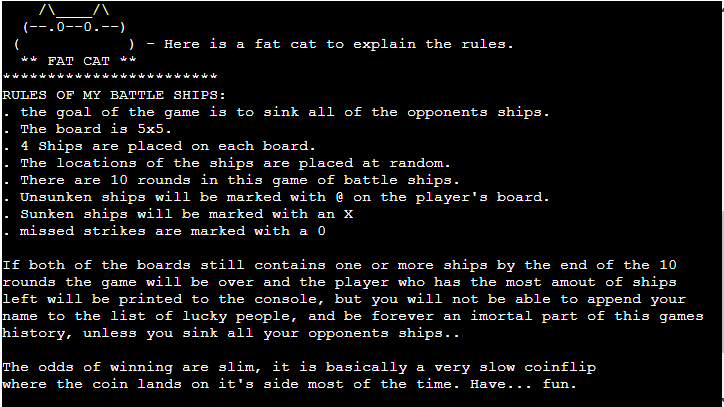 /\____/\
(--.0--0.--)
(            ) - Here is a fat cat to explain the rules.
** FAT CAT **
************************
RULES OF MY BATTLE SHIPS:
. the goal of the game is to sink all of the opponents ships.
. The board is 5x5.
. 4 Ships are placed on each board.
. The locations of the ships are placed at random.
. There are 10 rounds in this game of battle ships.
. Unsunken ships will be marked with @ on the player's board.
. Sunken ships will be marked with an X
. missed strikes are marked with a 0

If both of the boards still contains one or more ships by the end of the 10
rounds the game will be over and the player who has the most amout of ships
left will be printed to the console, but you will not be able to append your
name to the list of lucky people, and be forever an imortal part of this games
history, unless you sink all your opponents ships..

The odds of winning are slim, it is basically a very slow coinflip
where the coin lands on it's side most of the time. Have... fun.